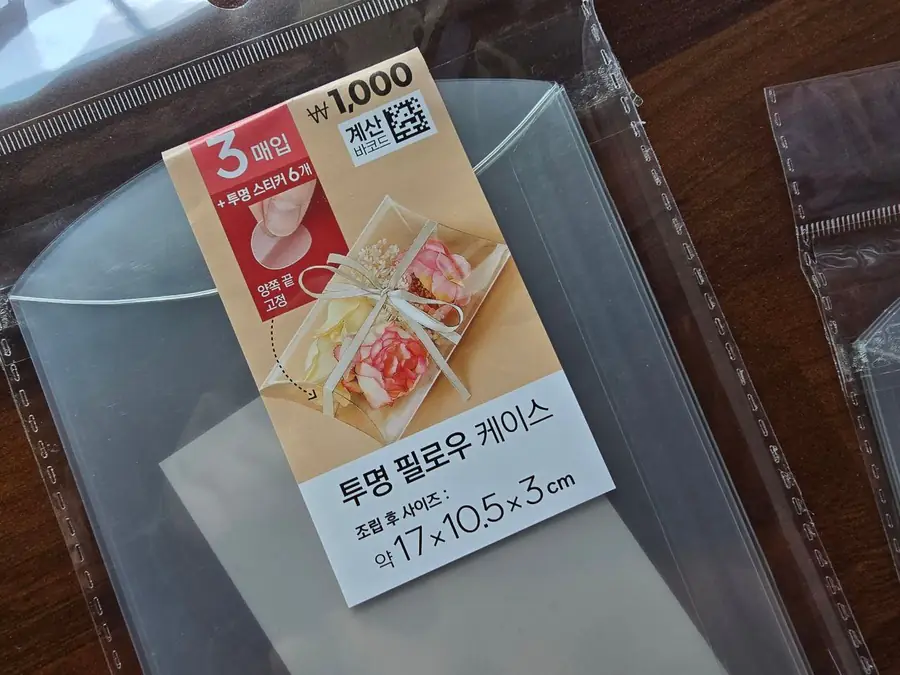 ₩1,000
계산
바코드
3 매입
+ 투명 스티커 6개
양쪽 끝
고정
투명 필로우 케이스
조립 후 사이즈 :
약 17×10.5×3 cm